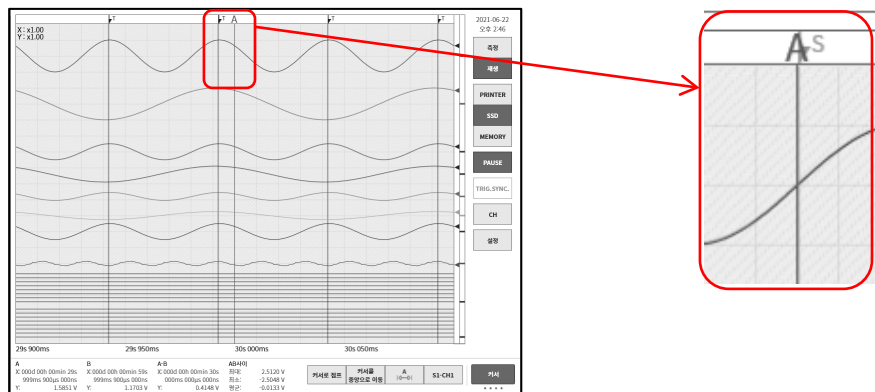 T
T A
T
T
X : x1.00
Y : x1.00
2021-06-22
오후 2:46
측정
재생
PRINTER
SSD
MEMORY
PAUSE
TRIG.SYNC.
CH
설정
29s 900ms
29s 950ms
30s 000ms
30s 050ms
A
X:000d 00h 00min 29s
999ms 900µs 000ns
Y: 1.5851 V
B
X:000d 00h 00min 59s
999ms 900µs 000ns
Y: 1.1703 V
A-B
X:000d 00h 00min 30s
000ms 000µs 000ns
Y: 0.4148 V
AB사이
최대: 2.5120 V
최소: -2.5048 V
평균: -0.0133 V
커서로 점프
커서를
중앙으로 이동
A
S1-CH1
커서
A S